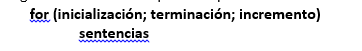 for (inicialización; terminación; incremento)
sentencias